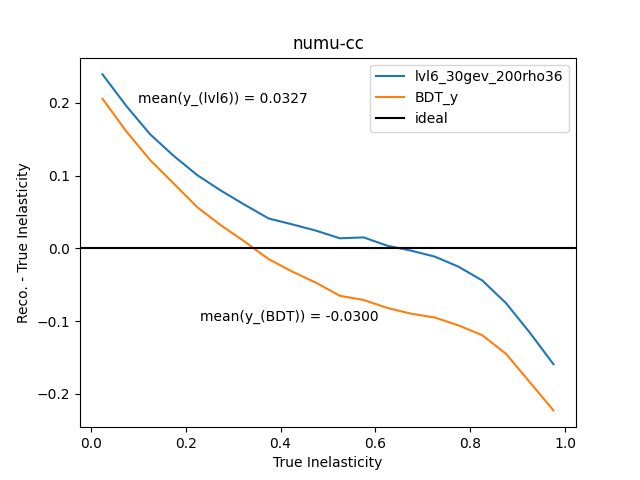 numu-cc
lvl6_30gev_200rho36
BDT_y
ideal
mean(y_(lvl6)) = 0.0327
mean(y_(BDT)) = -0.0300
Reco. - True Inelasticity
0.2
0.1
0.0
−0.1
−0.2
0.0 0.2 0.4 0.6 0.8 1.0
True Inelasticity